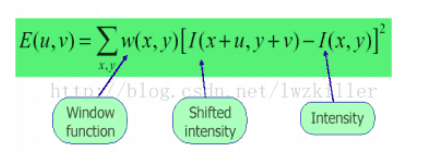 E(u,v) = ∑ w(x,y)[I(x+u, y+v) − I(x,y)]²
x,y
http://blog.csdn.net/lwzkiller
Window function
Shifted intensity
Intensity